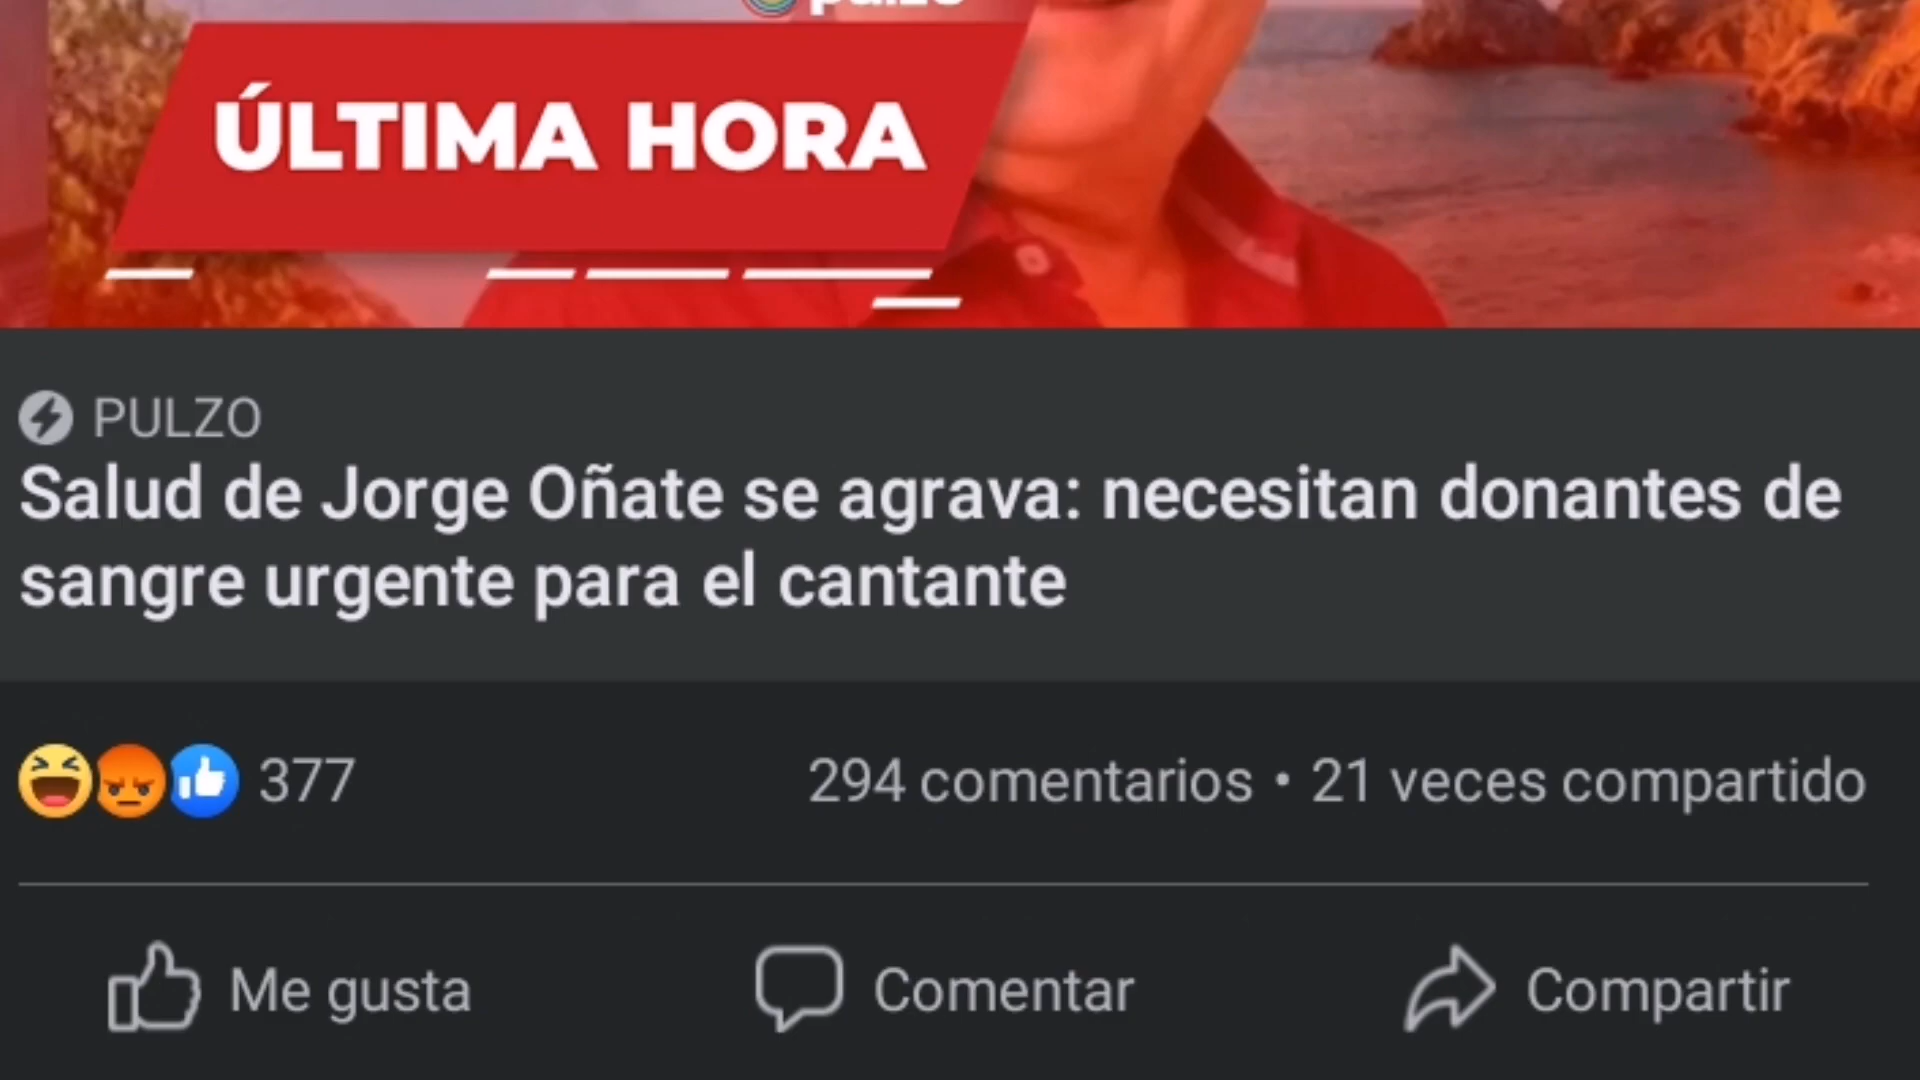 pulzo
ÚLTIMA HORA
PULZO
Salud de Jorge Oñate se agrava: necesitan donantes de
sangre urgente para el cantante
377
294 comentarios • 21 veces compartido
Me gusta
Comentar
Compartir